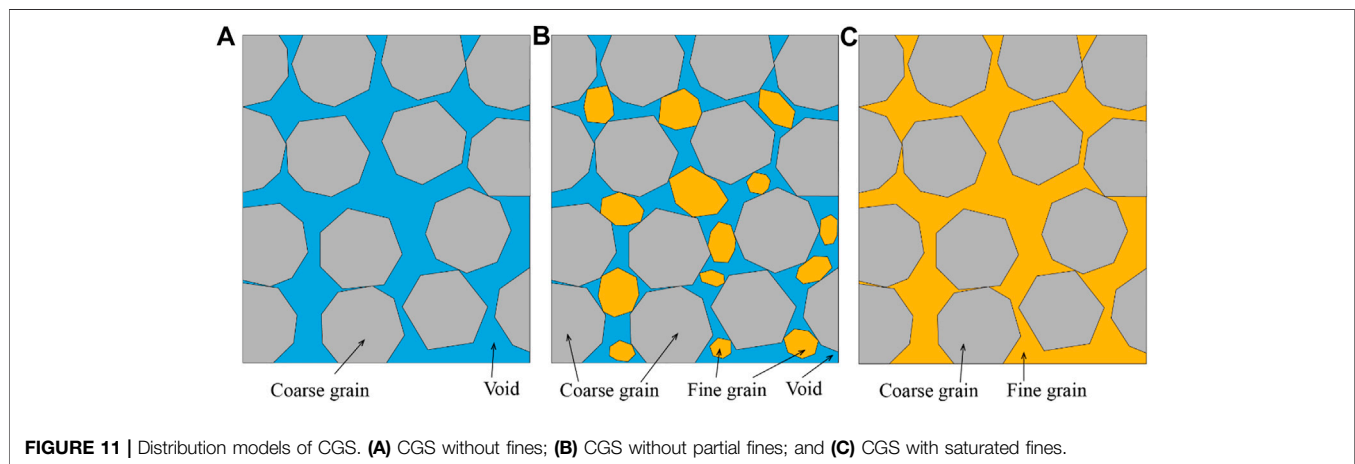 A B C
Coarse grain Void Coarse grain Fine grain Void Coarse grain Fine grain
FIGURE 11 | Distribution models of CGS. (A) CGS without fines; (B) CGS without partial fines; and (C) CGS with saturated fines.